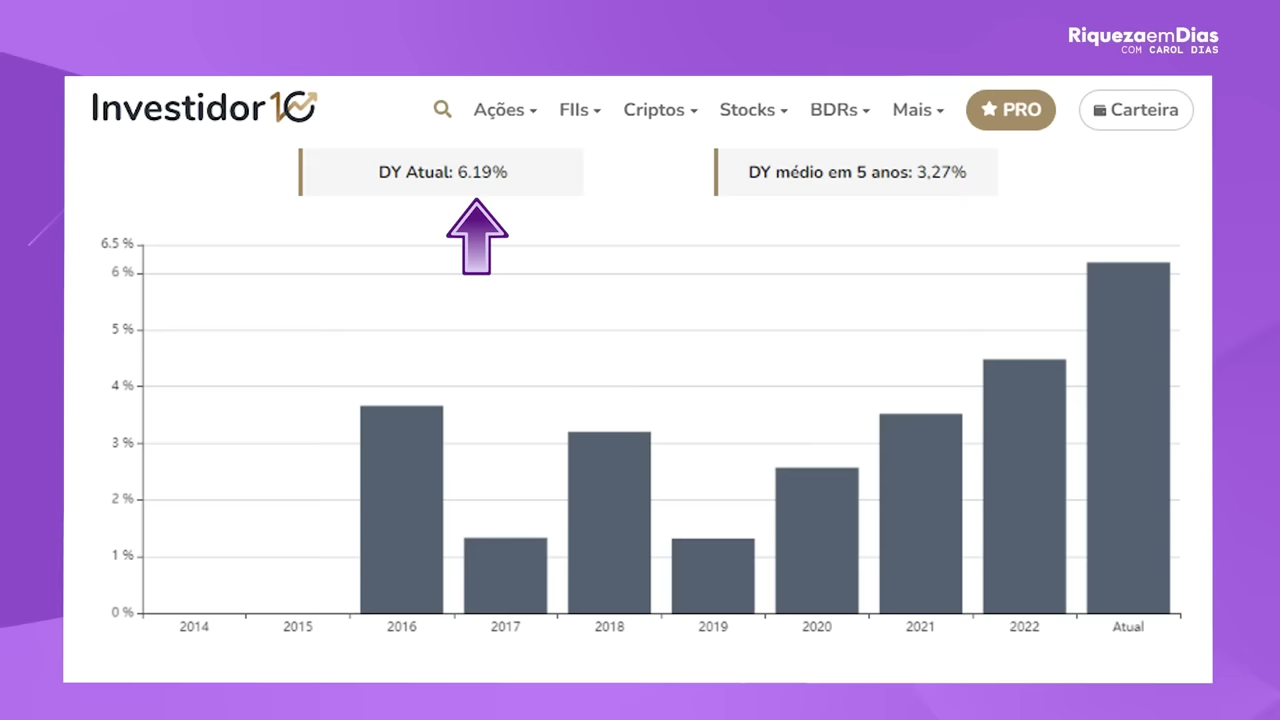 RiquezaemDias
COM CAROL DIAS
Investidor 10
Ações
FIIs
Criptos
Stocks
BDRs
Mais
PRO
Carteira
DY Atual: 6.19%
DY médio em 5 anos: 3,27%
6.5 %
6 %
5 %
4 %
3 %
2 %
1 %
0 %
2014
2015
2016
2017
2018
2019
2020
2021
2022
Atual